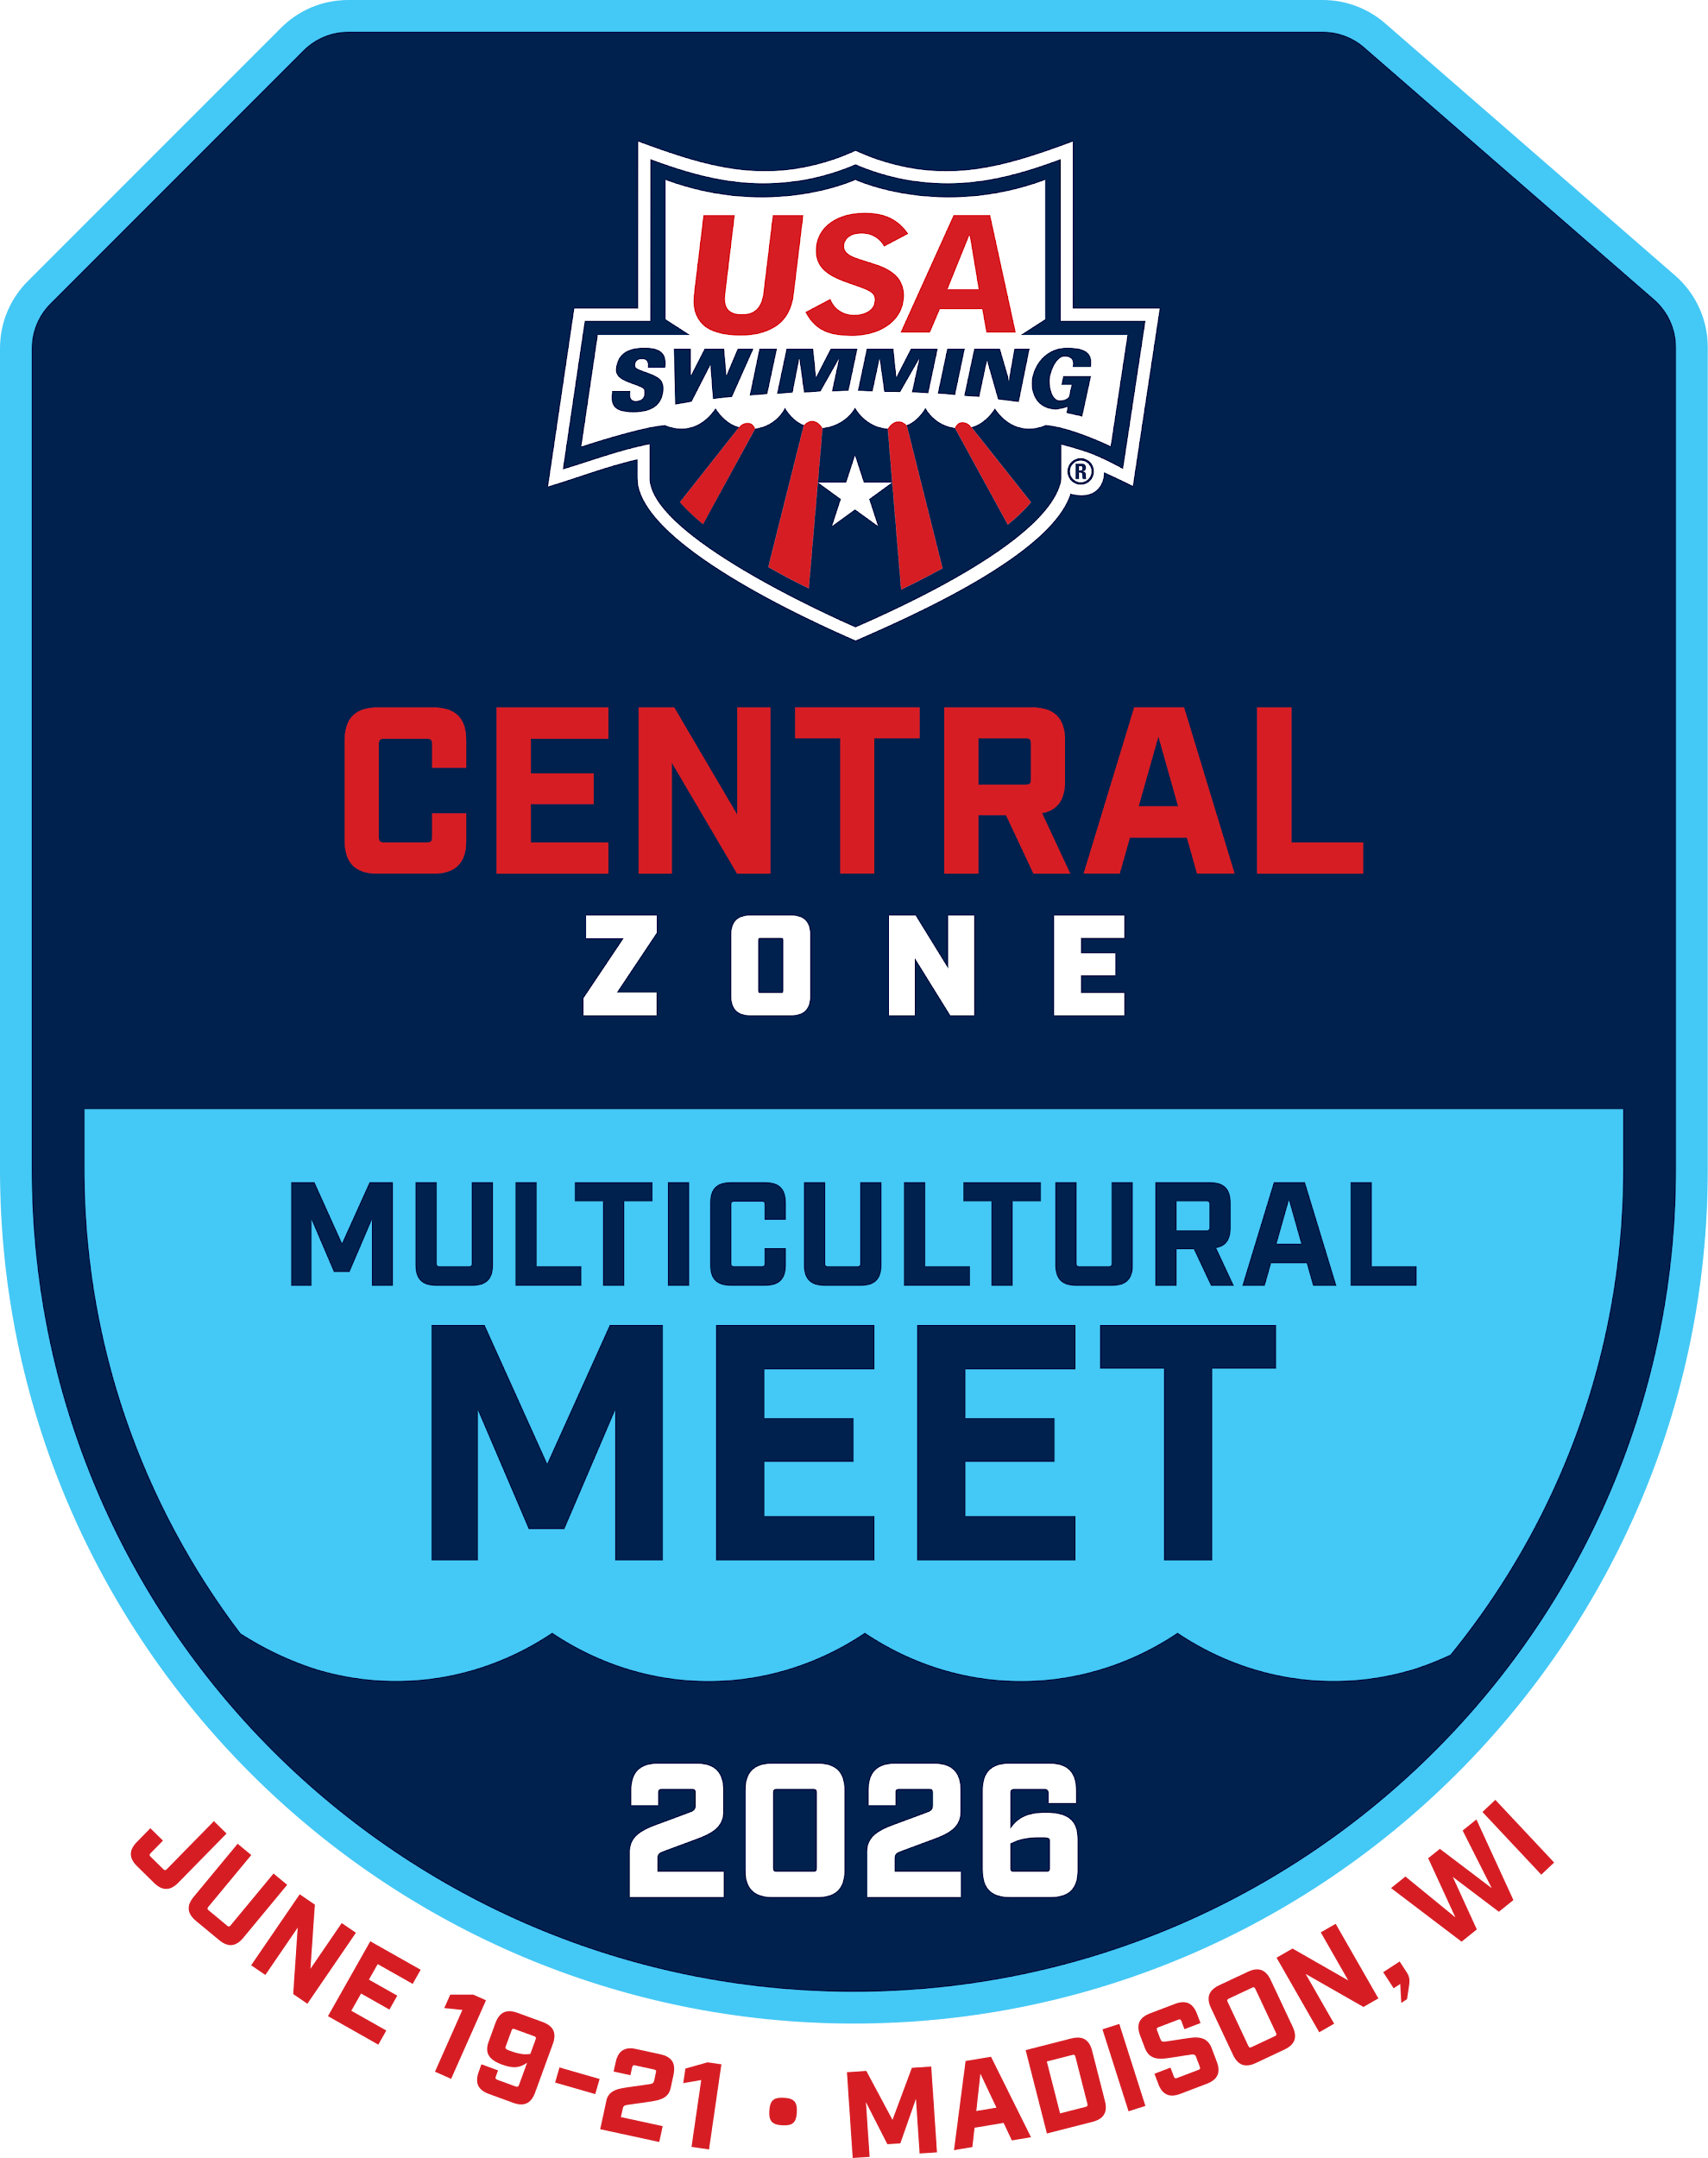 USA
SWIMMING
®
CENTRAL
ZONE
MULTICULTURAL
MEET
2026
JUNE 19-21 • MADISON, WI